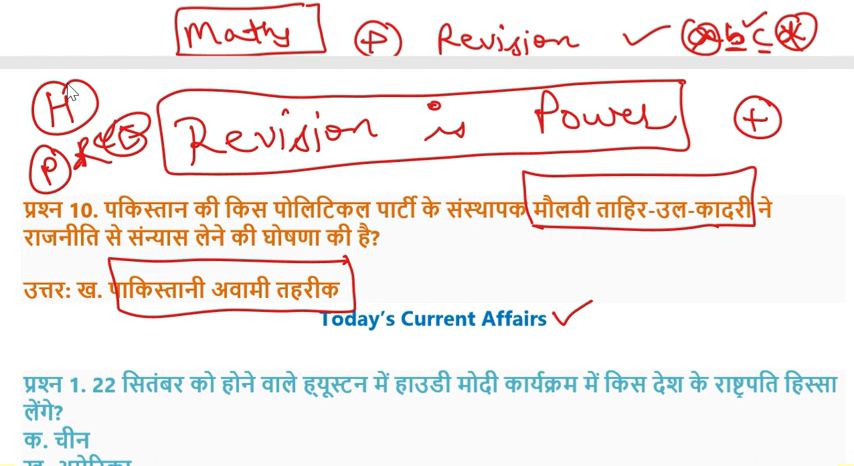 Maths + Revision
H
Revision is Power +
P
प्रश्न 10. पकिस्तान की किस पोलिटिकल पार्टी के संस्थापक मौलवी ताहिर-उल-कादरी ने
राजनीति से संन्यास लेने की घोषणा की है?
उत्तर: ख. पाकिस्तानी अवामी तहरीक
Today's Current Affairs
प्रश्न 1. 22 सितंबर को होने वाले ह्यूस्टन में हाउडी मोदी कार्यक्रम में किस देश के राष्ट्रपति हिस्सा
लेंगे?
क. चीन
ख. अमेरिका